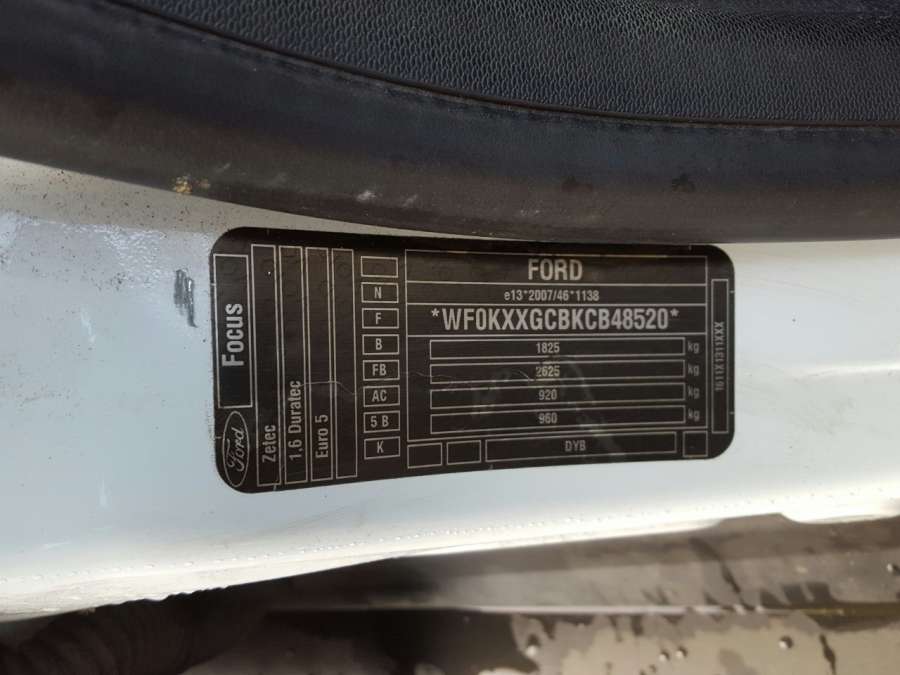 FORD
e13*2007/46*1138
*WF0KXXGCBKCB48520*
1825 kg
2625 kg
920 kg
960 kg
DYB
N
F
B
FB
AC
5 B
K
Focus
Ford
Zetec
1.6 Duratec
Euro 5
1611X1311XXX